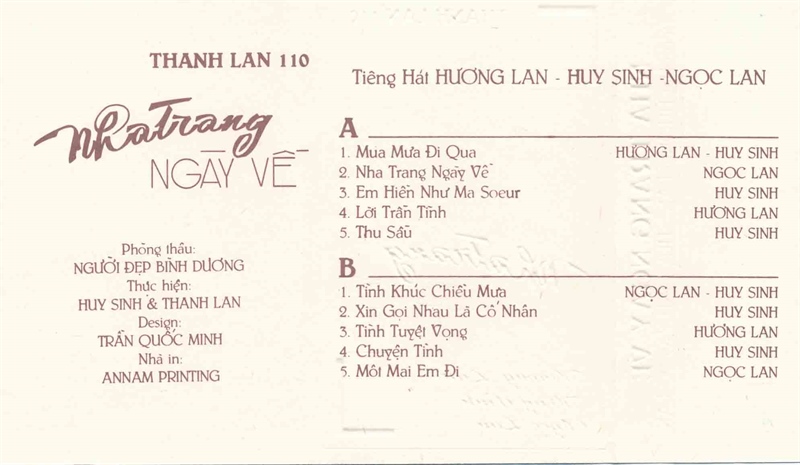 THANH LAN 110
Nha Trang
NGÀY VỀ
Phòng thâu:
NGƯỜI ĐẸP BÌNH DƯƠNG
Thực hiện:
HUY SINH & THANH LAN
Design:
TRẦN QUỐC MINH
Nhà in:
ANNAM PRINTING
Tiếng Hát HƯƠNG LAN - HUY SINH -NGỌC LAN
A
1. Mua Mưa Đi Qua HƯƠNG LAN - HUY SINH
2. Nha Trang Ngày Về NGỌC LAN
3. Em Hiền Như Ma Soeur HUY SINH
4. Lời Trần Tình HƯƠNG LAN
5. Thu Sầu HUY SINH
B
1. Tình Khúc Chiều Mưa NGỌC LAN - HUY SINH
2. Xin Gọi Nhau Là Cố Nhân HUY SINH
3. Tình Tuyệt Vọng HƯƠNG LAN
4. Chuyện Tình HUY SINH
5. Một Mai Em Đi NGỌC LAN